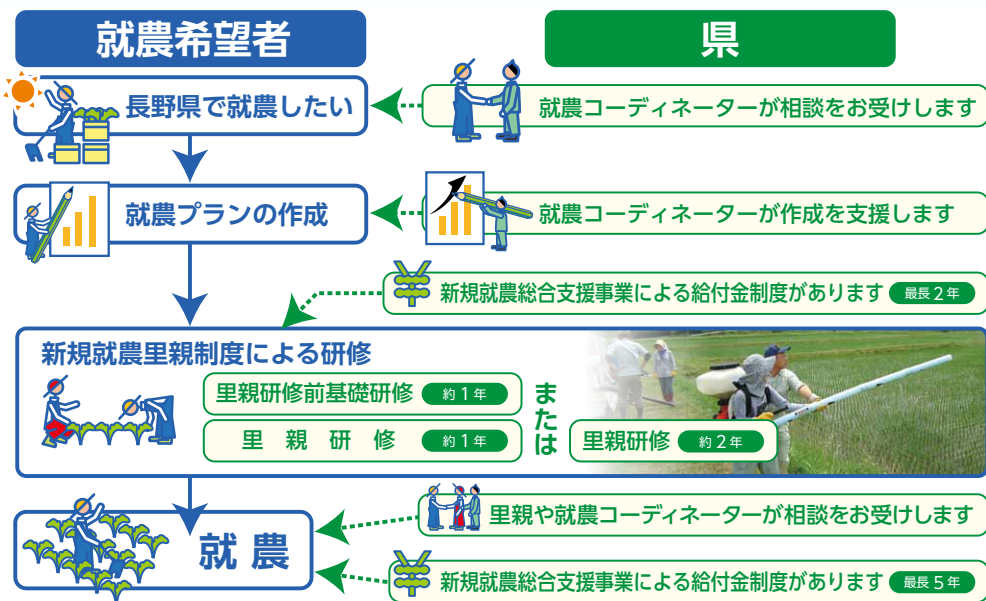 就農希望者
県
長野県で就農したい
就農コーディネーターが相談をお受けします
就農プランの作成
就農コーディネーターが作成を支援します
新規就農総合支援事業による給付金制度があります 最長2年
新規就農里親制度による研修
里親研修前基礎研修 約1年
里親研修 約1年
または
里親研修 約2年
里親や就農コーディネーターが相談をお受けします
就農
新規就農総合支援事業による給付金制度があります 最長5年